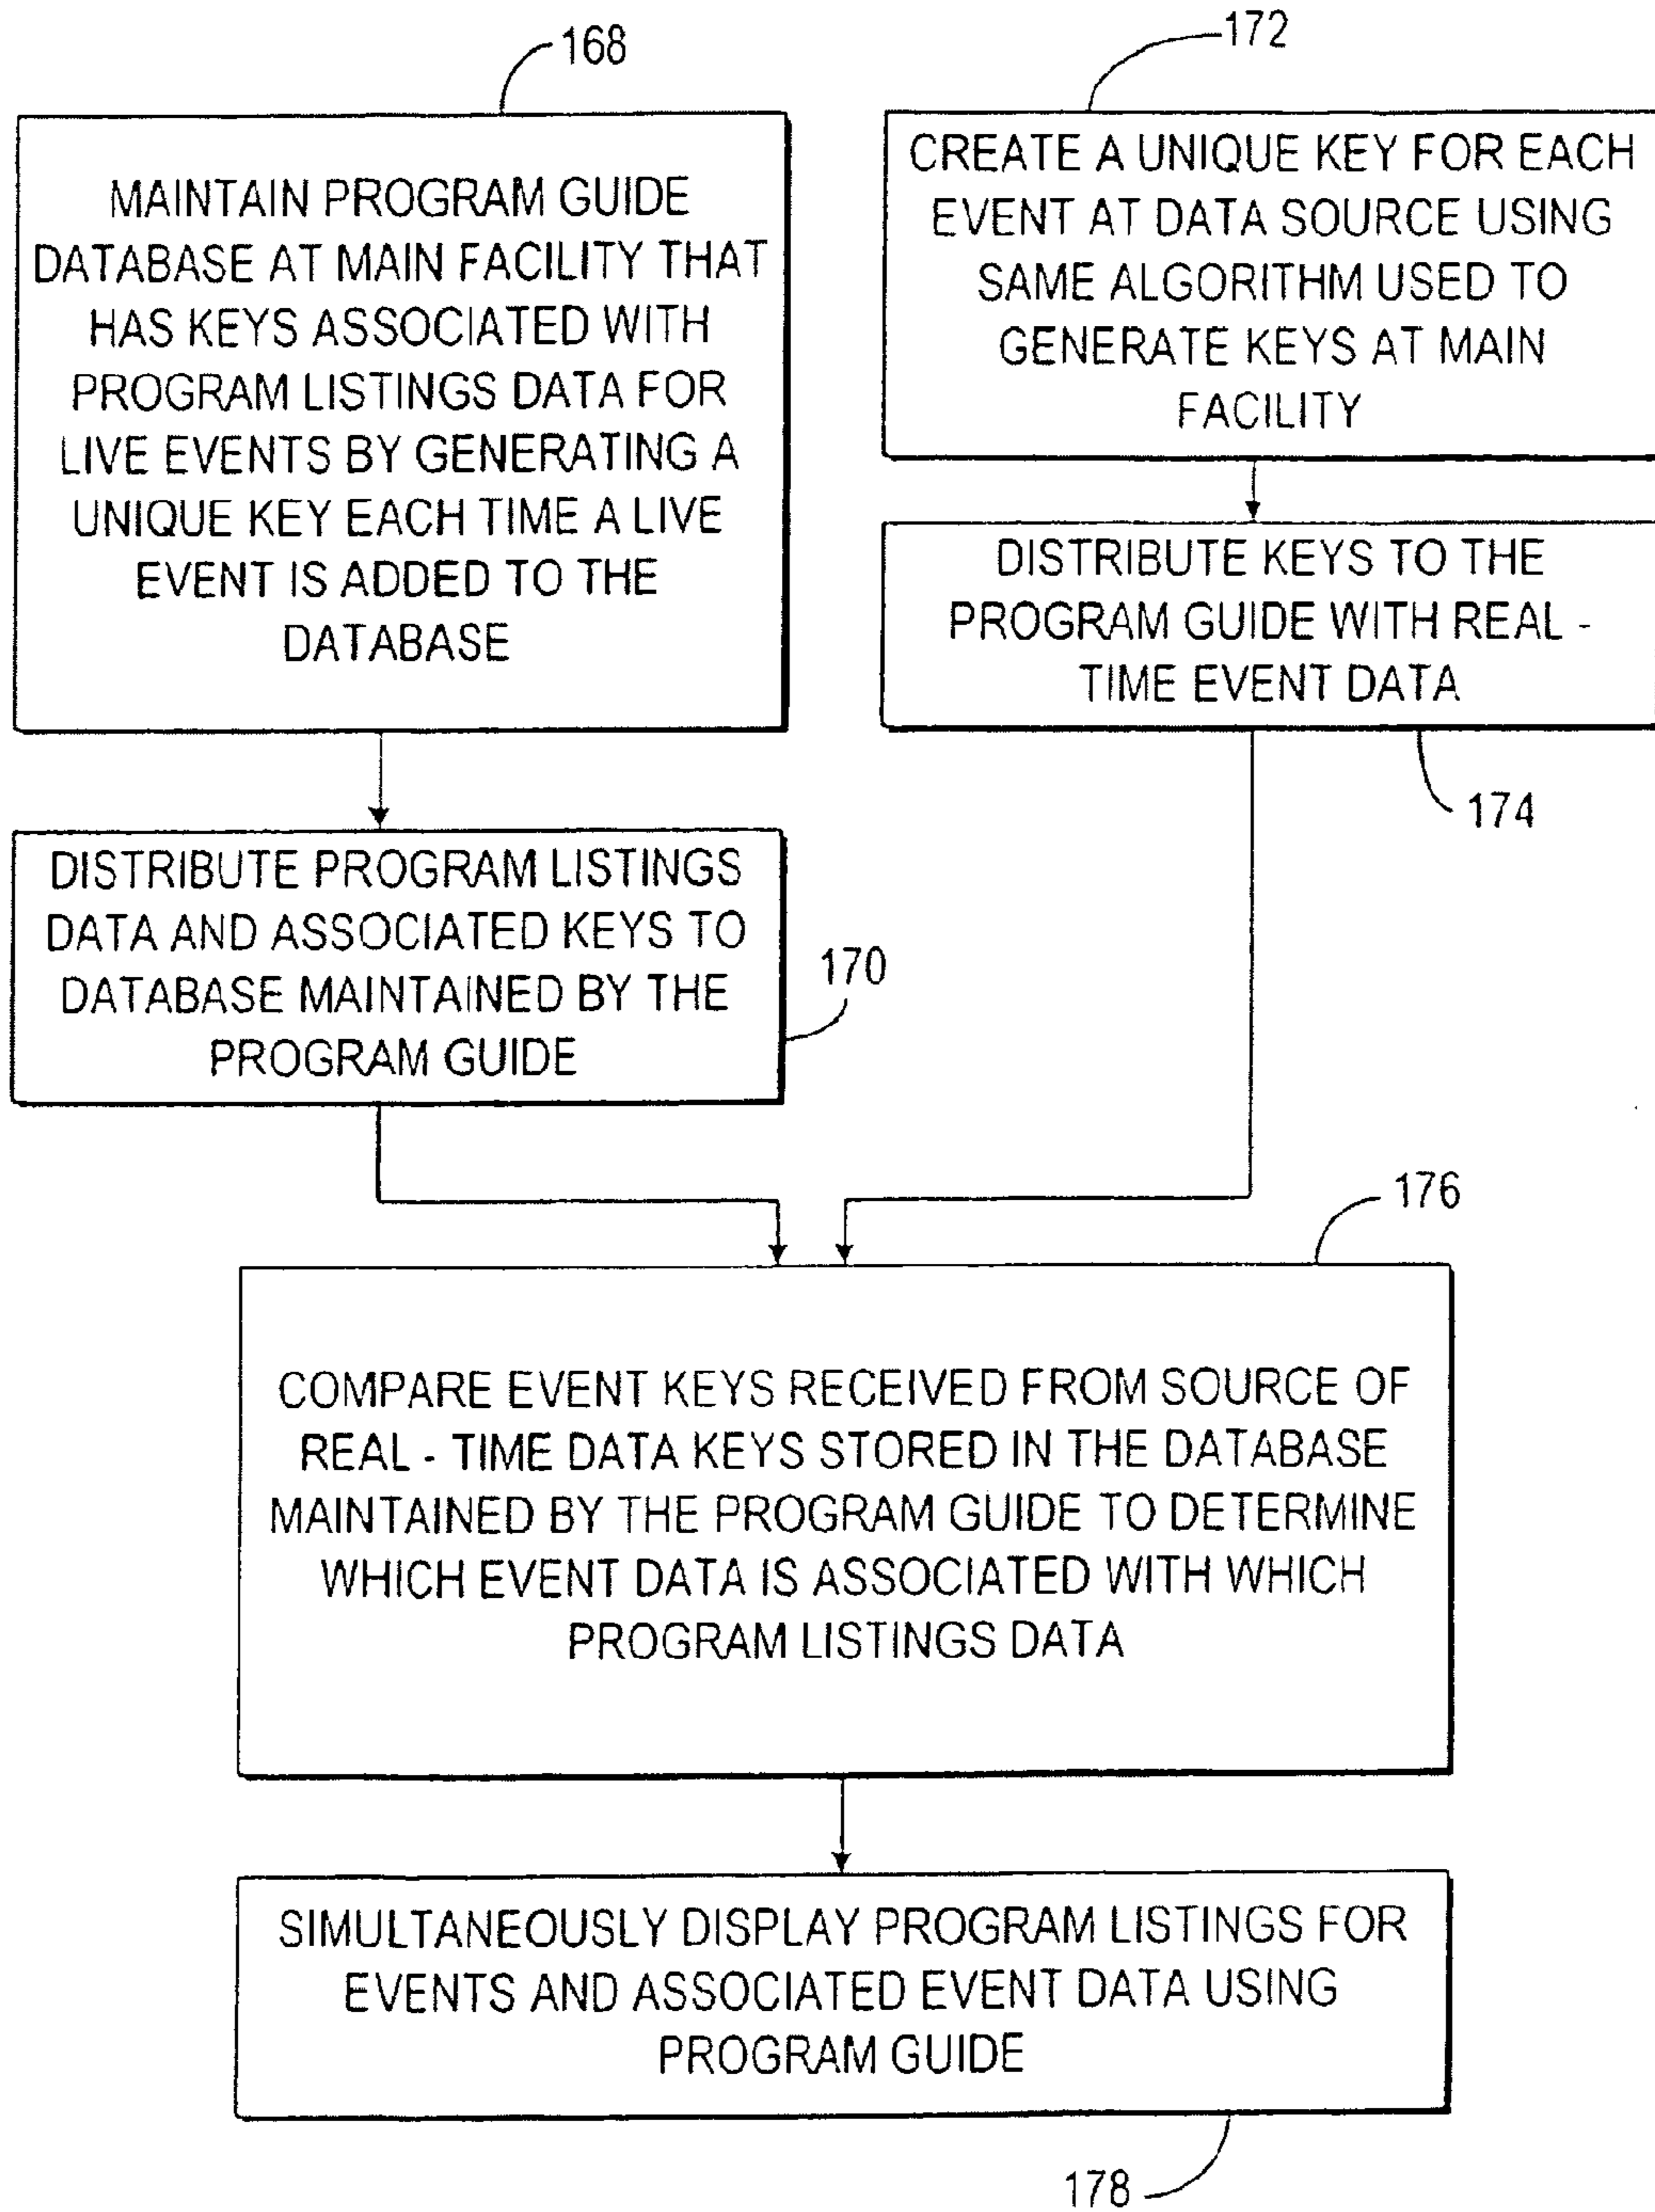 168
MAINTAIN PROGRAM GUIDE
DATABASE AT MAIN FACILITY THAT
HAS KEYS ASSOCIATED WITH
PROGRAM LISTINGS DATA FOR
LIVE EVENTS BY GENERATING A
UNIQUE KEY EACH TIME A LIVE
EVENT IS ADDED TO THE
DATABASE
172
CREATE A UNIQUE KEY FOR EACH
EVENT AT DATA SOURCE USING
SAME ALGORITHM USED TO
GENERATE KEYS AT MAIN
FACILITY
DISTRIBUTE KEYS TO THE
PROGRAM GUIDE WITH REAL -
TIME EVENT DATA
174
DISTRIBUTE PROGRAM LISTINGS
DATA AND ASSOCIATED KEYS TO
DATABASE MAINTAINED BY THE
PROGRAM GUIDE
170
176
COMPARE EVENT KEYS RECEIVED FROM SOURCE OF
REAL - TIME DATA KEYS STORED IN THE DATABASE
MAINTAINED BY THE PROGRAM GUIDE TO DETERMINE
WHICH EVENT DATA IS ASSOCIATED WITH WHICH
PROGRAM LISTINGS DATA
SIMULTANEOUSLY DISPLAY PROGRAM LISTINGS FOR
EVENTS AND ASSOCIATED EVENT DATA USING
PROGRAM GUIDE
178